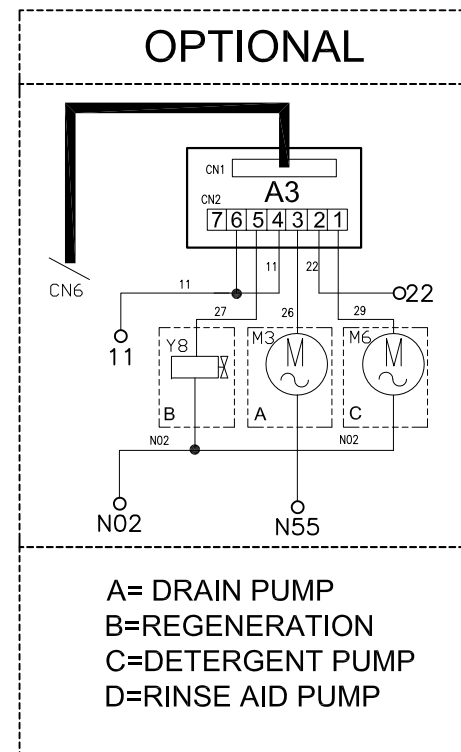 OPTIONAL
CN1
A3
CN2
7 6 5 4 3 2 1
CN6
11
11
22
22
27
26
29
11
Y8
M3
M
M6
M
B
A
C
N02
N02
N02
N55
A= DRAIN PUMP
B=REGENERATION
C=DETERGENT PUMP
D=RINSE AID PUMP